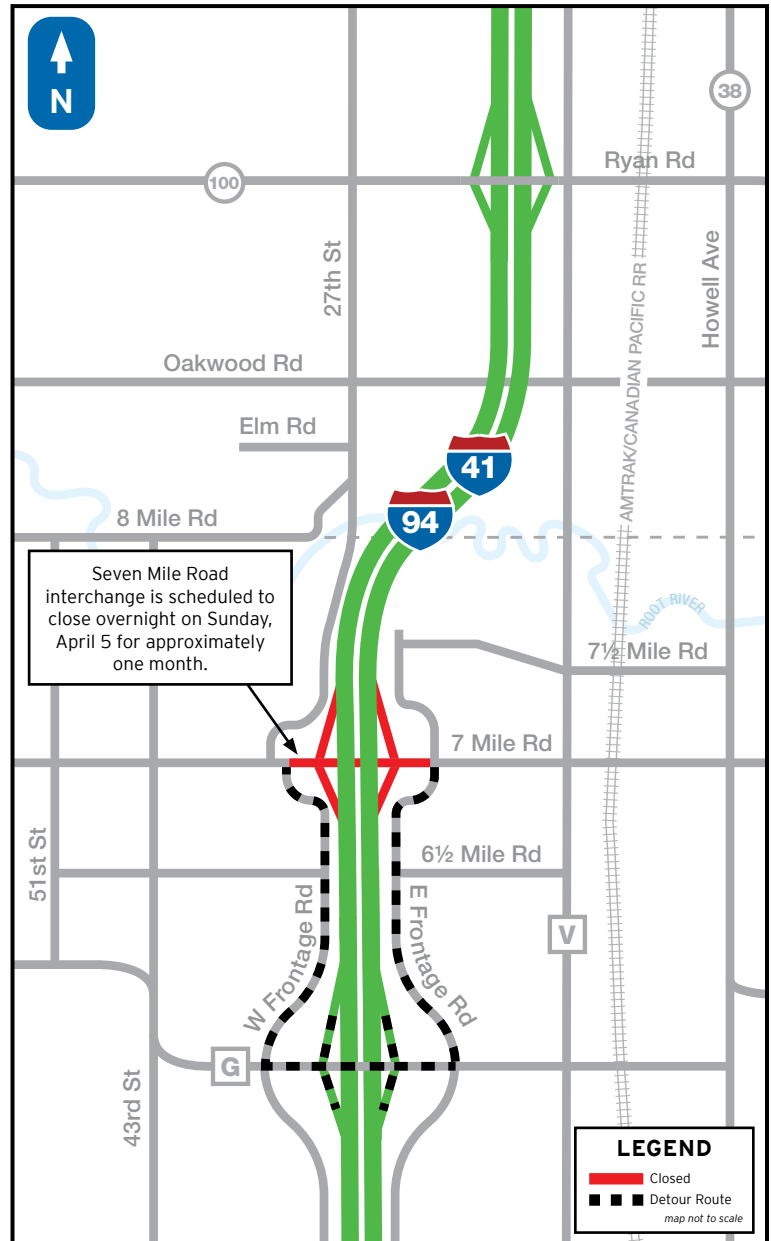 N
38
Ryan Rd
100
27th St
Howell Ave
AMTRAK/CANADIAN PACIFIC RR
Oakwood Rd
Elm Rd
41
94
8 Mile Rd
Seven Mile Road
interchange is scheduled to
close overnight on Sunday,
April 5 for approximately
one month.
ROOT RIVER
7½ Mile Rd
7 Mile Rd
6½ Mile Rd
51st St
W Frontage Rd
E Frontage Rd
V
G
43rd St
LEGEND
Closed
Detour Route
map not to scale